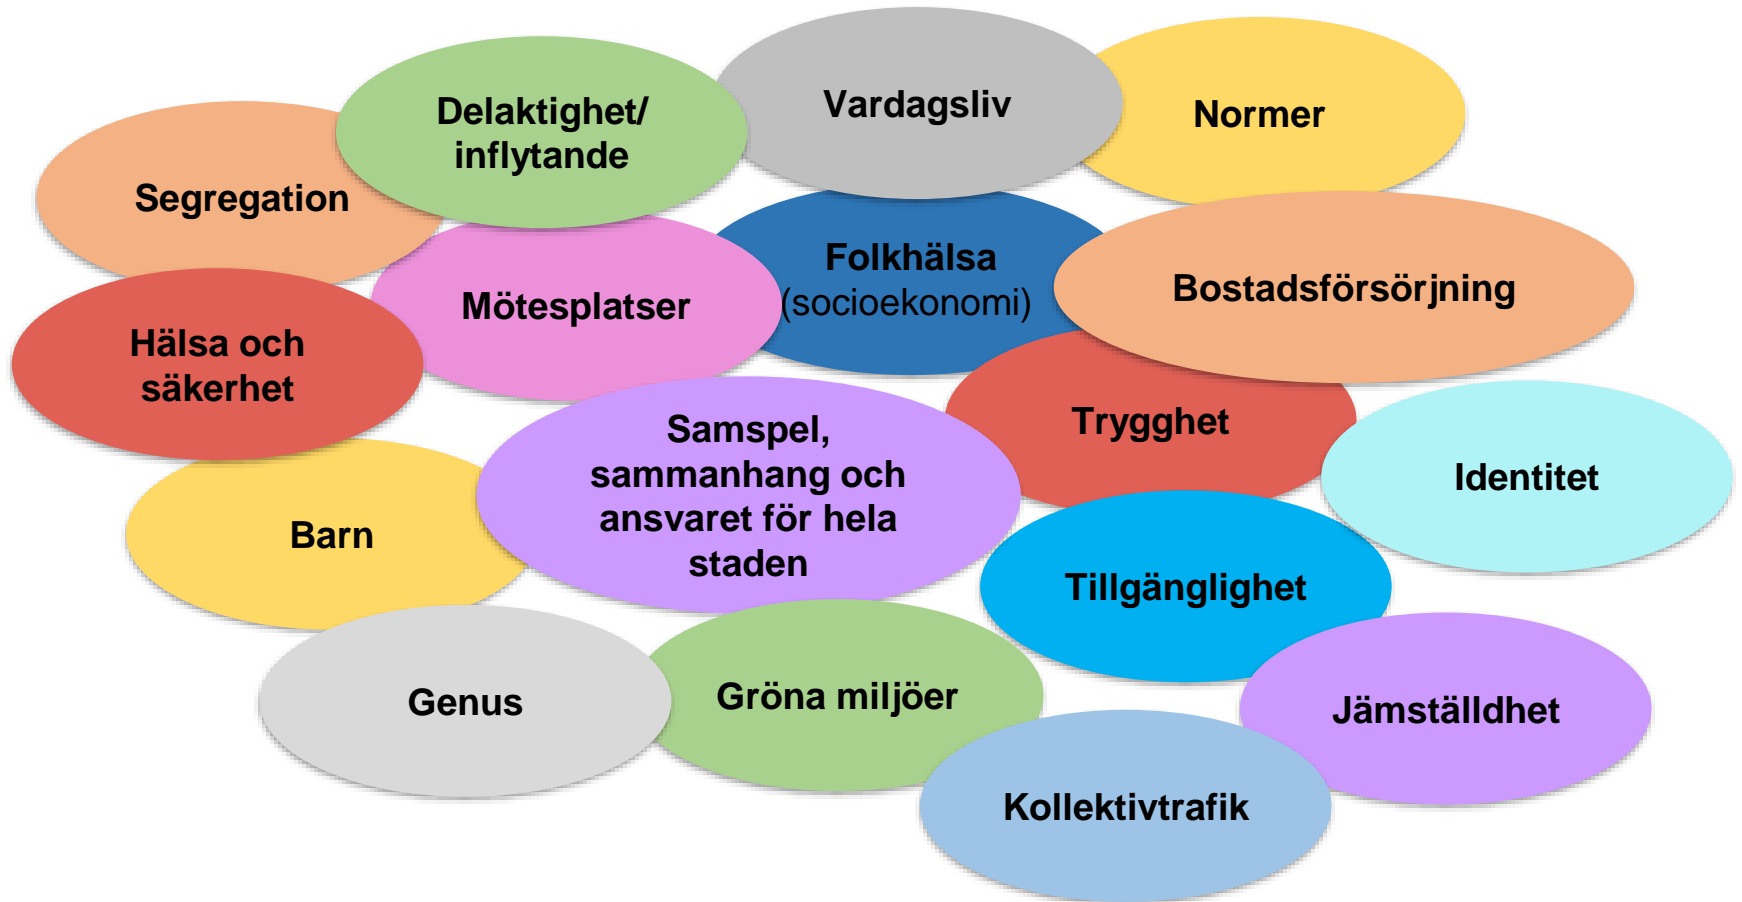 Delaktighet/
inflytande
Vardagsliv
Normer
Segregation
Mötesplatser
Folkhälsa
(socioekonomi)
Bostadsförsörjning
Hälsa och
säkerhet
Samspel,
sammanhang och
ansvaret för hela
staden
Trygghet
Identitet
Barn
Tillgänglighet
Genus
Gröna miljöer
Jämställdhet
Kollektivtrafik